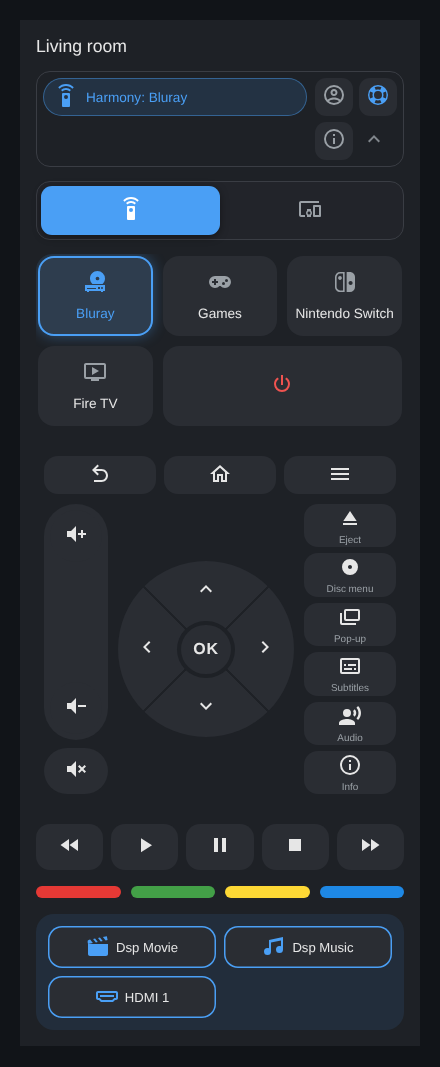 Living room
Harmony: Bluray
Bluray
Games
Nintendo Switch
Fire TV
Eject
Disc menu
Pop-up
OK
Subtitles
Audio
Info
Dsp Movie
Dsp Music
HDMI 1